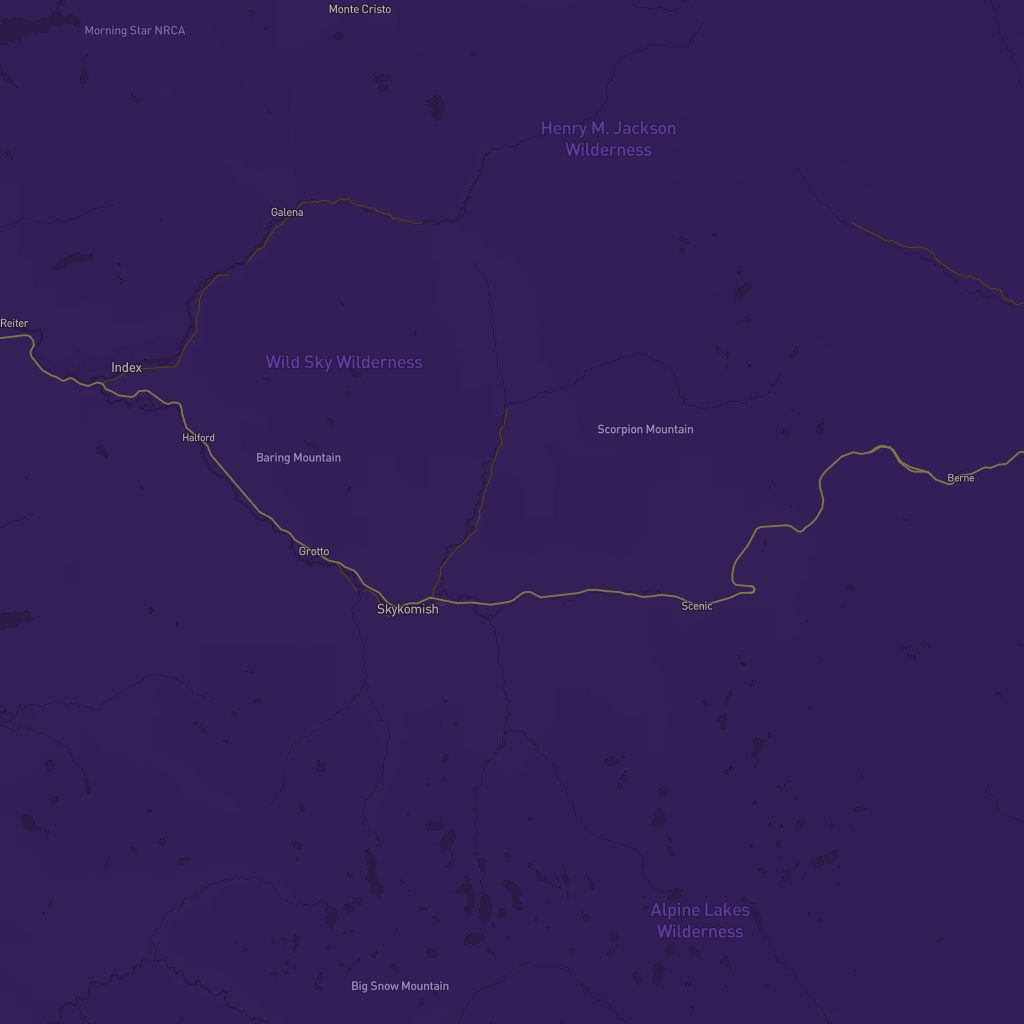 Monte Cristo
Morning Star NRCA
Henry M. Jackson
Wilderness
Galena
Reiter
Index
Wild Sky Wilderness
Scorpion Mountain
Halford
Baring Mountain
Berne
Grotto
Skykomish
Scenic
Alpine Lakes
Wilderness
Big Snow Mountain